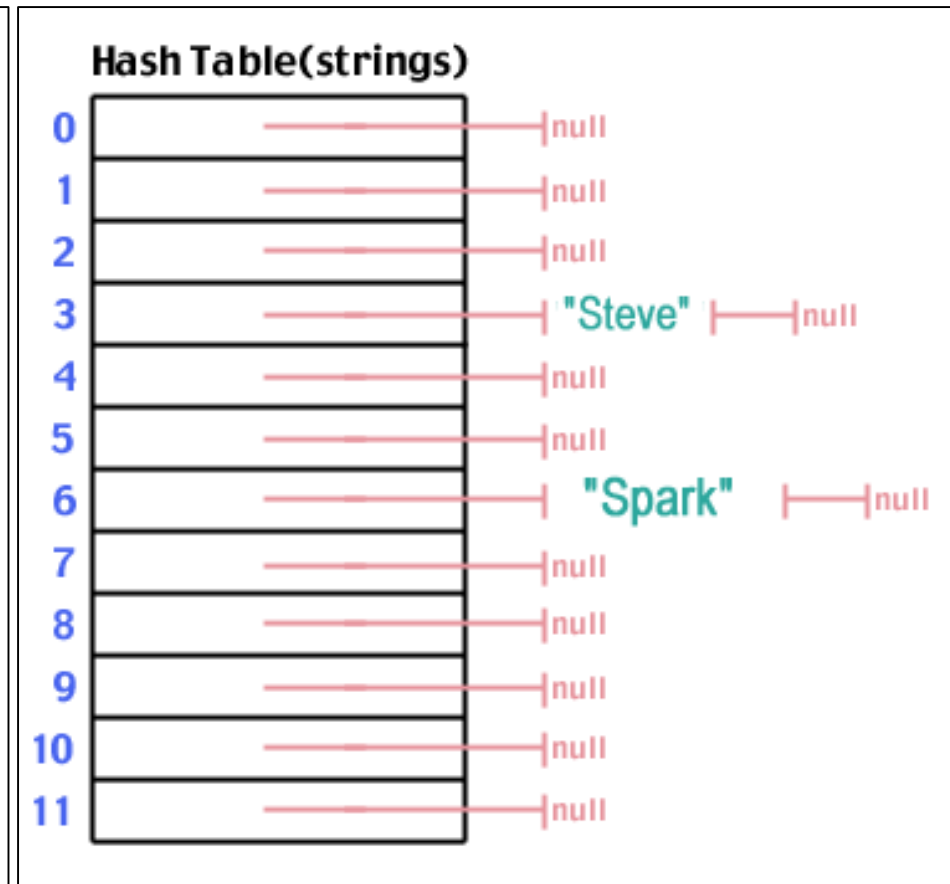 Hash Table(strings)
0 null
1 null
2 null
3 "Steve" null
4 null
5 null
6 "Spark" null
7 null
8 null
9 null
10 null
11 null